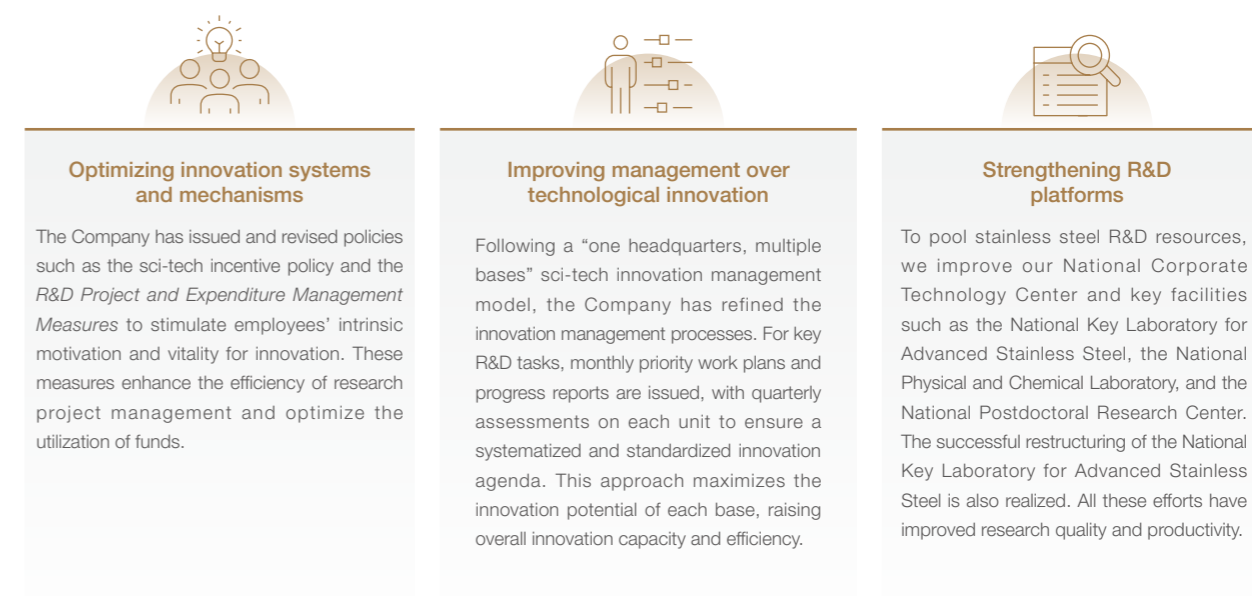 Optimizing innovation systems
and mechanisms
The Company has issued and revised policies
such as the sci-tech incentive policy and the
R&D Project and Expenditure Management
Measures to stimulate employees’ intrinsic
motivation and vitality for innovation. These
measures enhance the efficiency of research
project management and optimize the
utilization of funds.
Improving management over
technological innovation
Following a “one headquarters, multiple
bases” sci-tech innovation management
model, the Company has refined the
innovation management processes. For key
R&D tasks, monthly priority work plans and
progress reports are issued, with quarterly
assessments on each unit to ensure a
systematized and standardized innovation
agenda. This approach maximizes the
innovation potential of each base, raising
overall innovation capacity and efficiency.
Strengthening R&D
platforms
To pool stainless steel R&D resources,
we improve our National Corporate
Technology Center and key facilities
such as the National Key Laboratory for
Advanced Stainless Steel, the National
Physical and Chemical Laboratory, and the
National Postdoctoral Research Center.
The successful restructuring of the National
Key Laboratory for Advanced Stainless
Steel is also realized. All these efforts have
improved research quality and productivity.